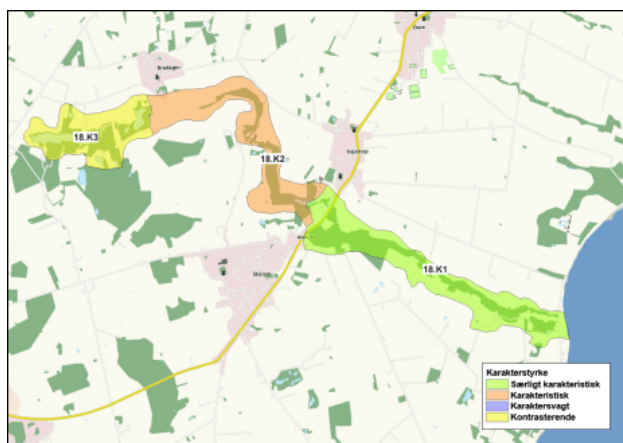 18.K3
18.K2
18.K1
Karakterstyrke
Særligt karakteristisk
Karakteristisk
Karaktersvagt
Kontrasterende